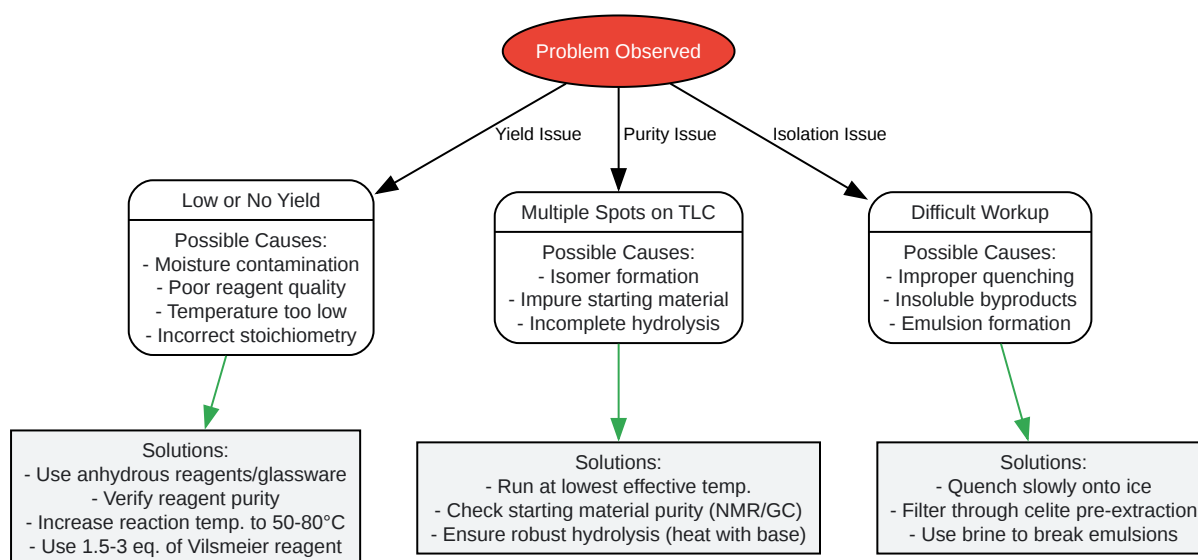 Problem Observed
Yield Issue
Purity Issue
Isolation Issue
Low or No Yield
Possible Causes:
- Moisture contamination
- Poor reagent quality
- Temperature too low
- Incorrect stoichiometry
Multiple Spots on TLC
Possible Causes:
- Isomer formation
- Impure starting material
- Incomplete hydrolysis
Difficult Workup
Possible Causes:
- Improper quenching
- Insoluble byproducts
- Emulsion formation
Solutions:
- Use anhydrous reagents/glassware
- Verify reagent purity
- Increase reaction temp. to 50-80°C
- Use 1.5-3 eq. of Vilsmeier reagent
Solutions:
- Run at lowest effective temp.
- Check starting material purity (NMR/GC)
- Ensure robust hydrolysis (heat with base)
Solutions:
- Quench slowly onto ice
- Filter through celite pre-extraction
- Use brine to break emulsions